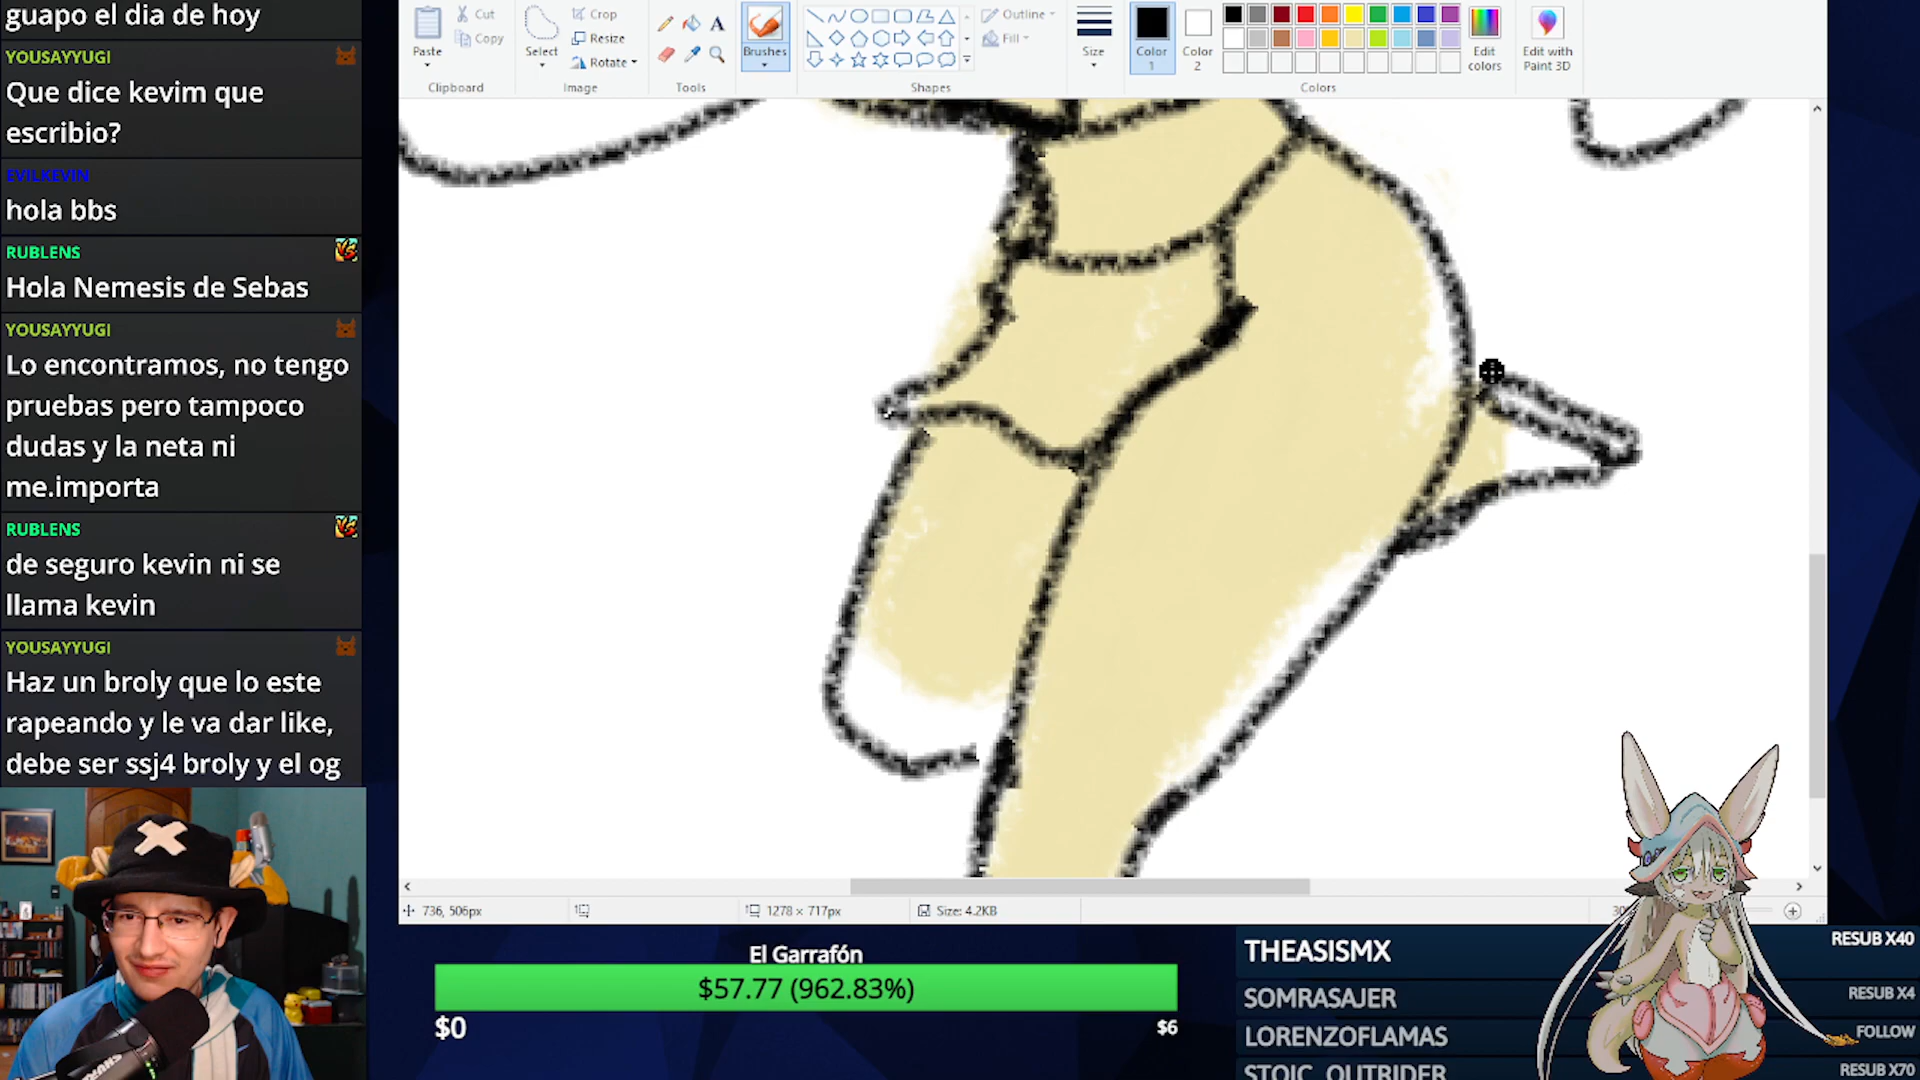 guapo el dia de hoy
YOUSAYYUGI
Que dice kevim que
escribio?
EVILKEVIN
hola bbs
RUBLENS
Hola Nemesis de Sebas
YOUSAYYUGI
Lo encontramos, no tengo
pruebas pero tampoco
dudas y la neta ni
me.importa
RUBLENS
de seguro kevin ni se
llama kevin
YOUSAYYUGI
Haz un broly que lo este
rapeando y le va dar like,
debe ser ssj4 broly y el og
Paste
Cut
Copy
Clipboard
Select
Crop
Resize
Rotate
Image
A
Tools
Brushes
Outline
Fill
Shapes
Size
Color
1
Color
2
Edit
colors
Edit with
Paint 3D
Colors
736, 506px
1278 × 717px
Size: 4.2KB
El Garrafón
$57.77 (962.83%)
$0
$6
THEASISMX
RESUB X40
SOMRASAJER
RESUB X4
LORENZOFLAMAS
FOLLOW
STOIC_OUTRIDER
RESUB X70